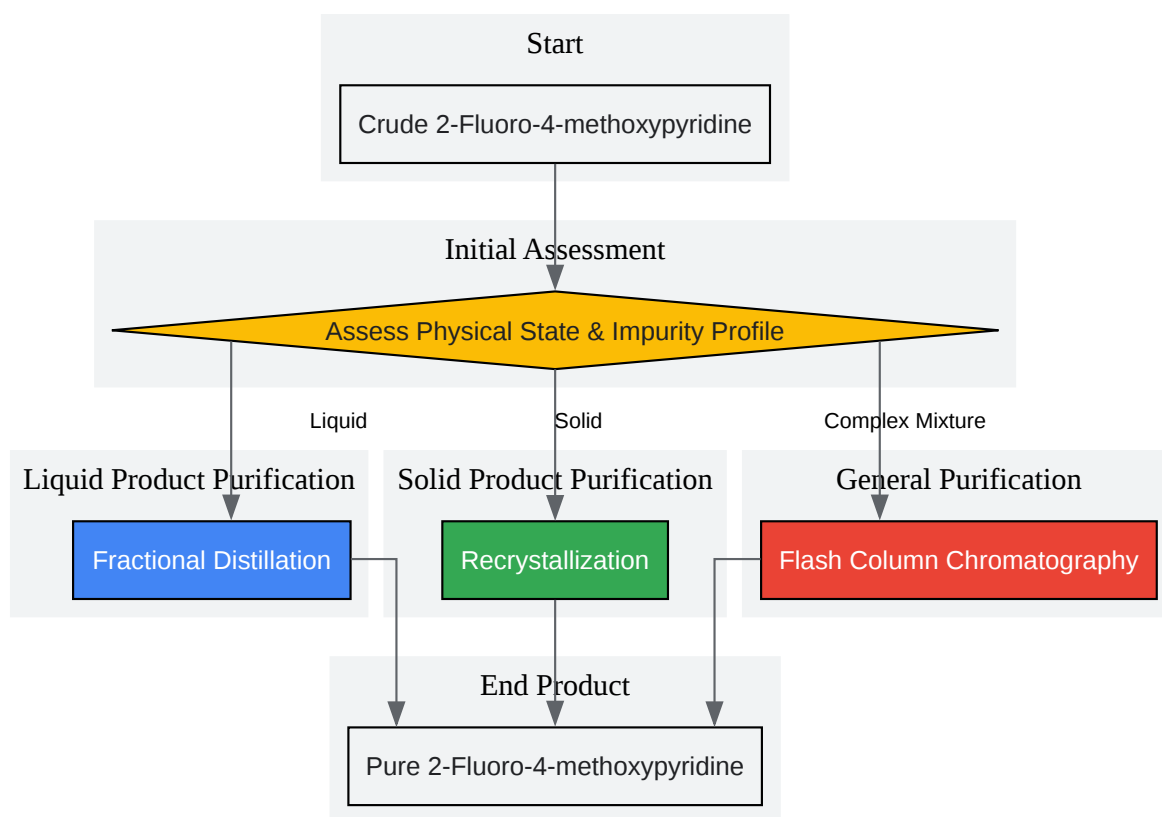 Start
Crude 2-Fluoro-4-methoxypyridine
Initial Assessment
Assess Physical State & Impurity Profile
Liquid
Solid
Complex Mixture
Liquid Product Purification
Solid Product Purification
General Purification
Fractional Distillation
Recrystallization
Flash Column Chromatography
End Product
Pure 2-Fluoro-4-methoxypyridine